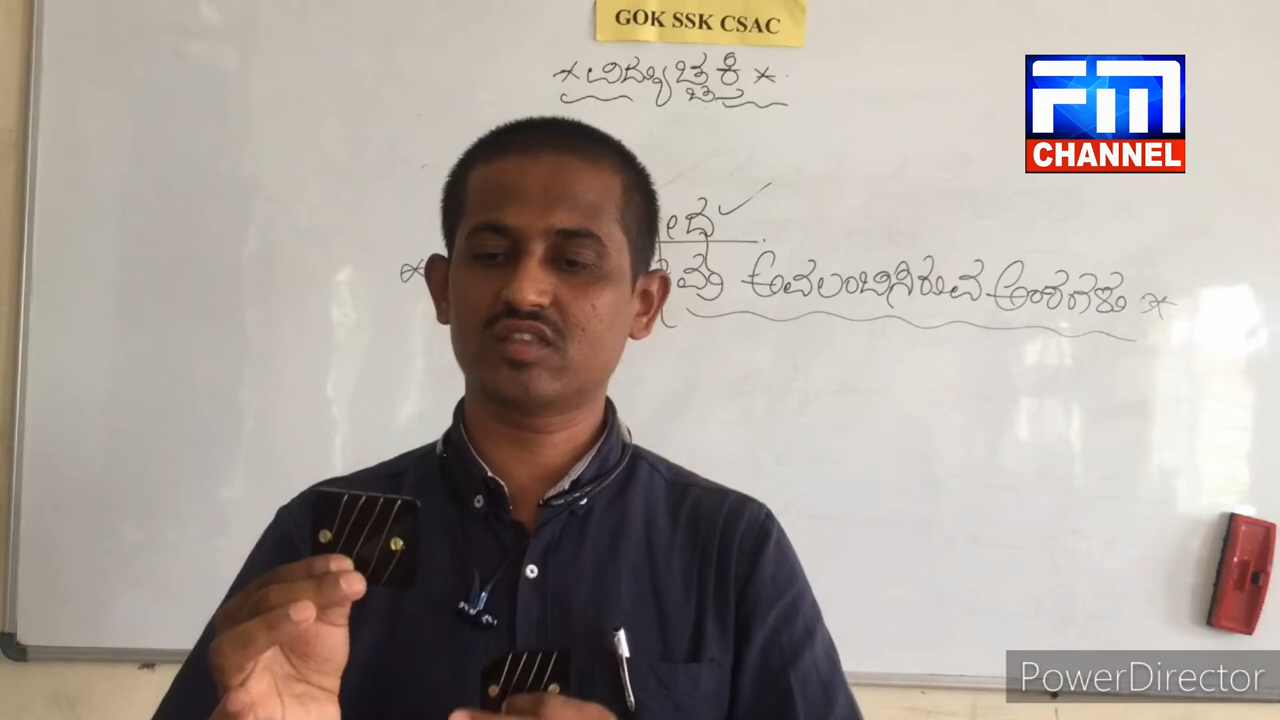 GOK SSK CSAC
* ವಿದ್ಯುಚ್ಛಕ್ತಿ *
FM
CHANNEL
ಅವಲಂಬಿಸಿರುವ ಅಂಶಗಳು *
PowerDirector